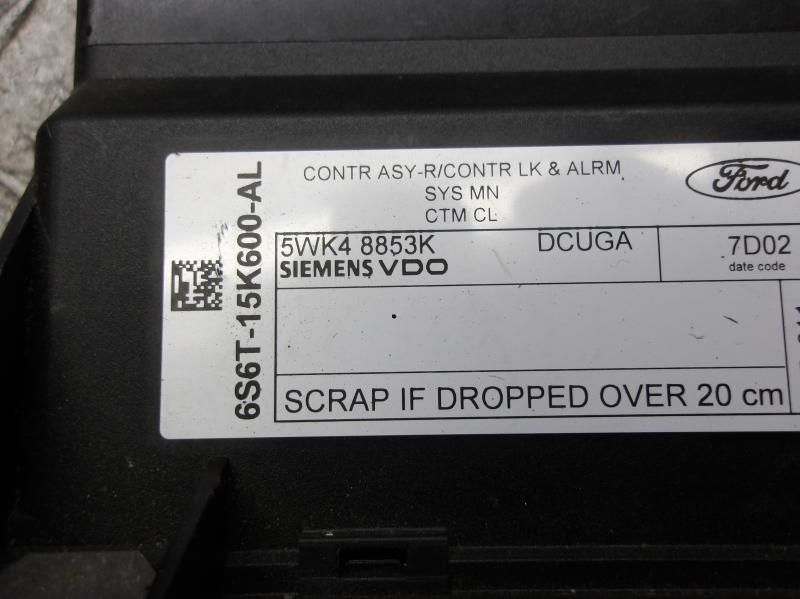 CONTR ASY-R/CONTR LK & ALRM
SYS MN
CTM CL
Ford
6S6T-15K600-AL
5WK4 8853K DCUGA 7D02
SIEMENS VDO date code
SCRAP IF DROPPED OVER 20 cm